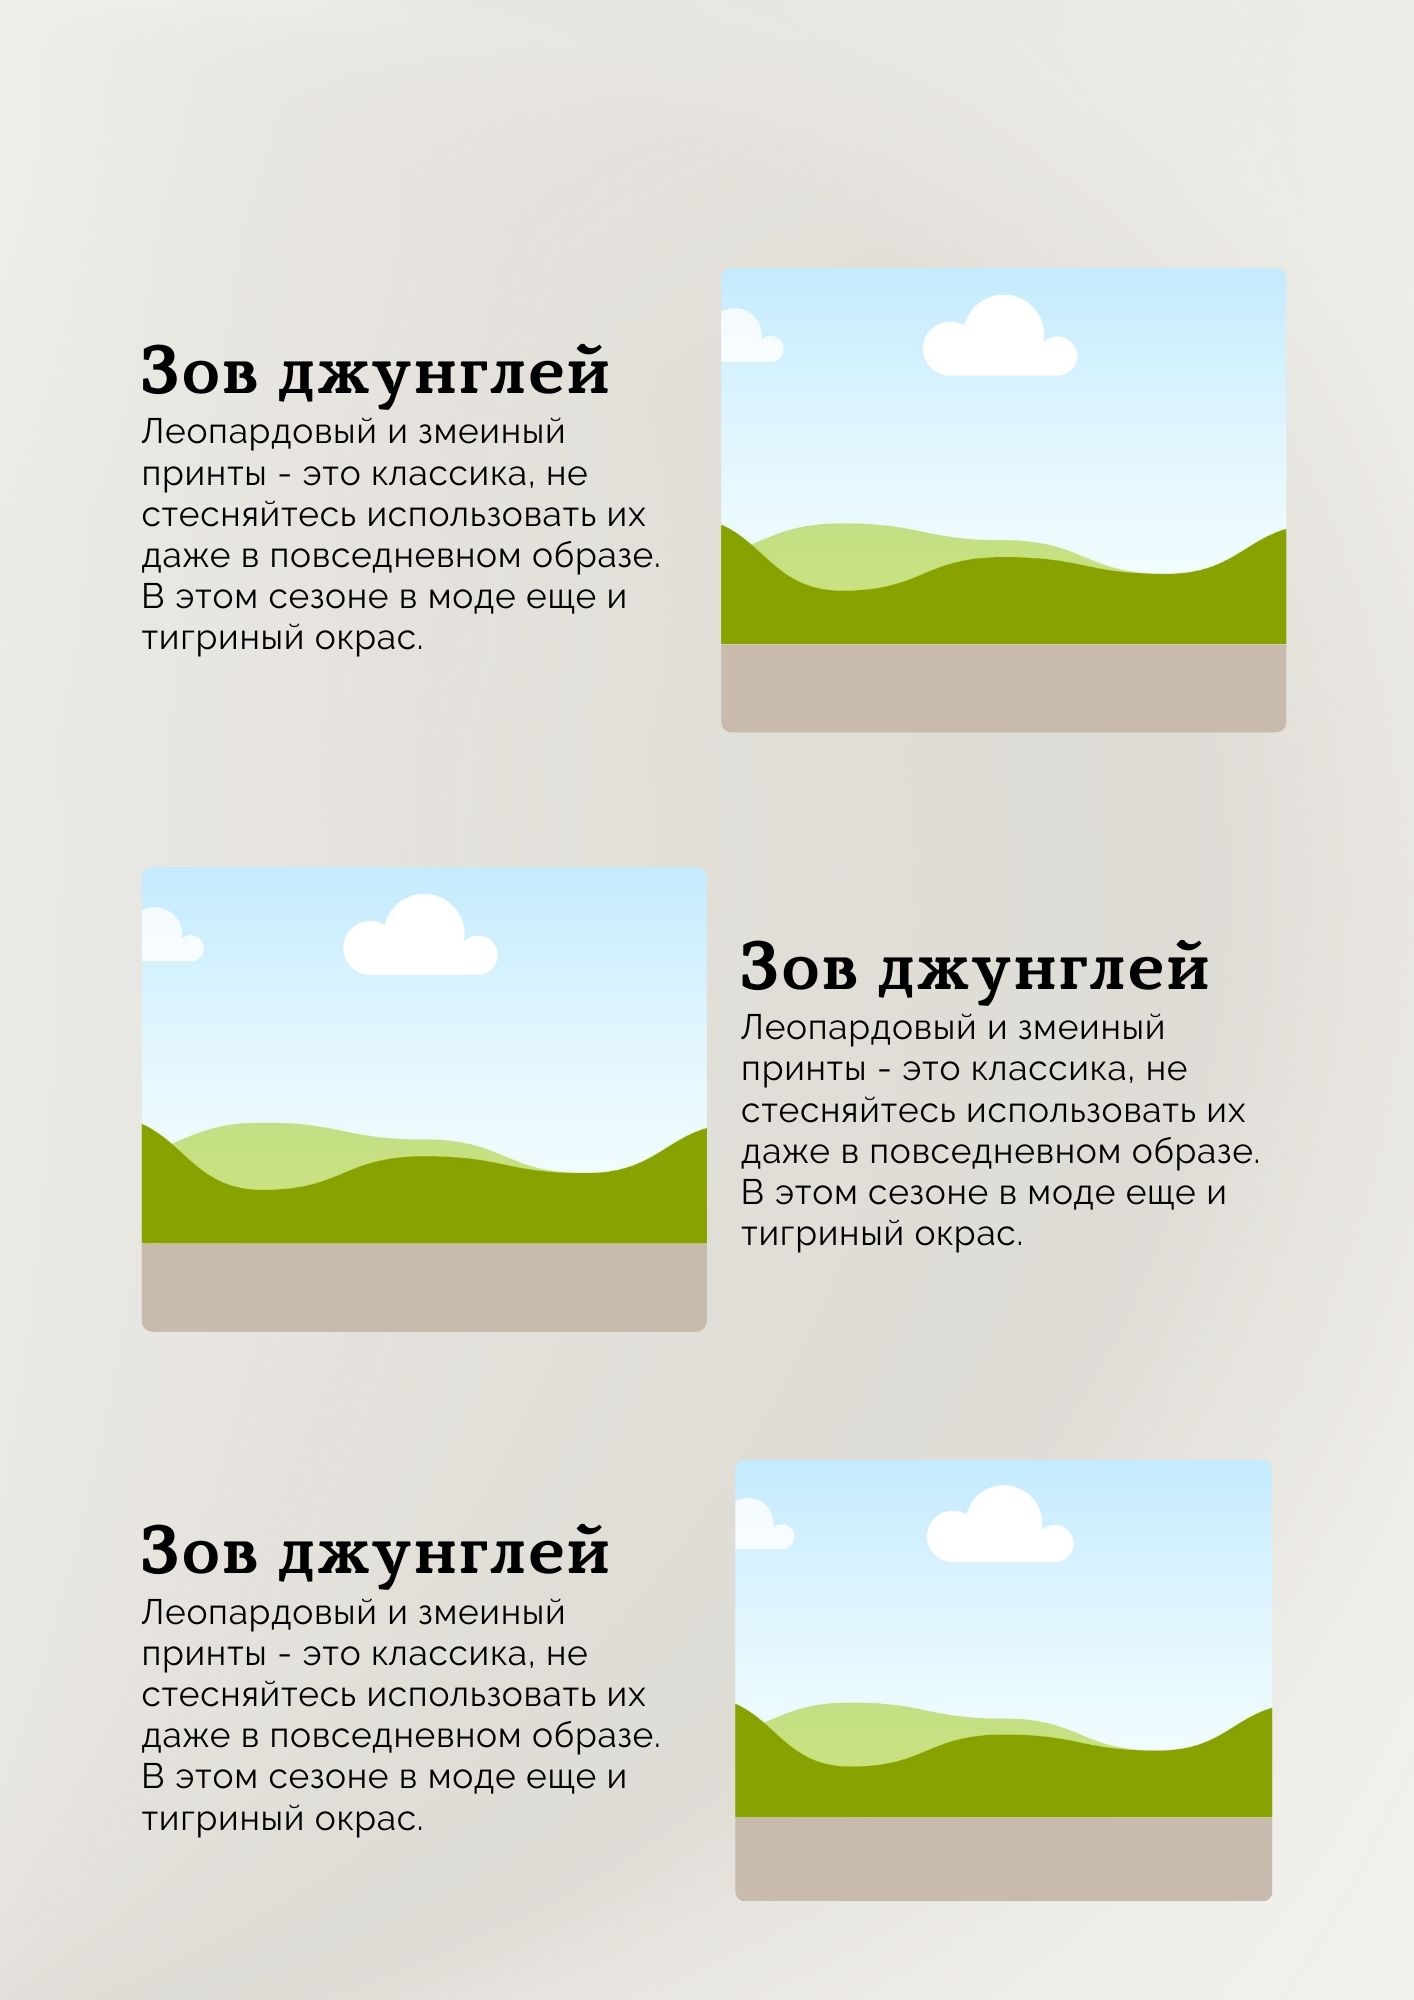 Зов джунглей
Леопардовый и змеиный
принты - это классика, не
стесняйтесь использовать их
даже в повседневном образе.
В этом сезоне в моде еще и
тигриный окрас.
Зов джунглей
Леопардовый и змеиный
принты - это классика, не
стесняйтесь использовать их
даже в повседневном образе.
В этом сезоне в моде еще и
тигриный окрас.
Зов джунглей
Леопардовый и змеиный
принты - это классика, не
стесняйтесь использовать их
даже в повседневном образе.
В этом сезоне в моде еще и
тигриный окрас.